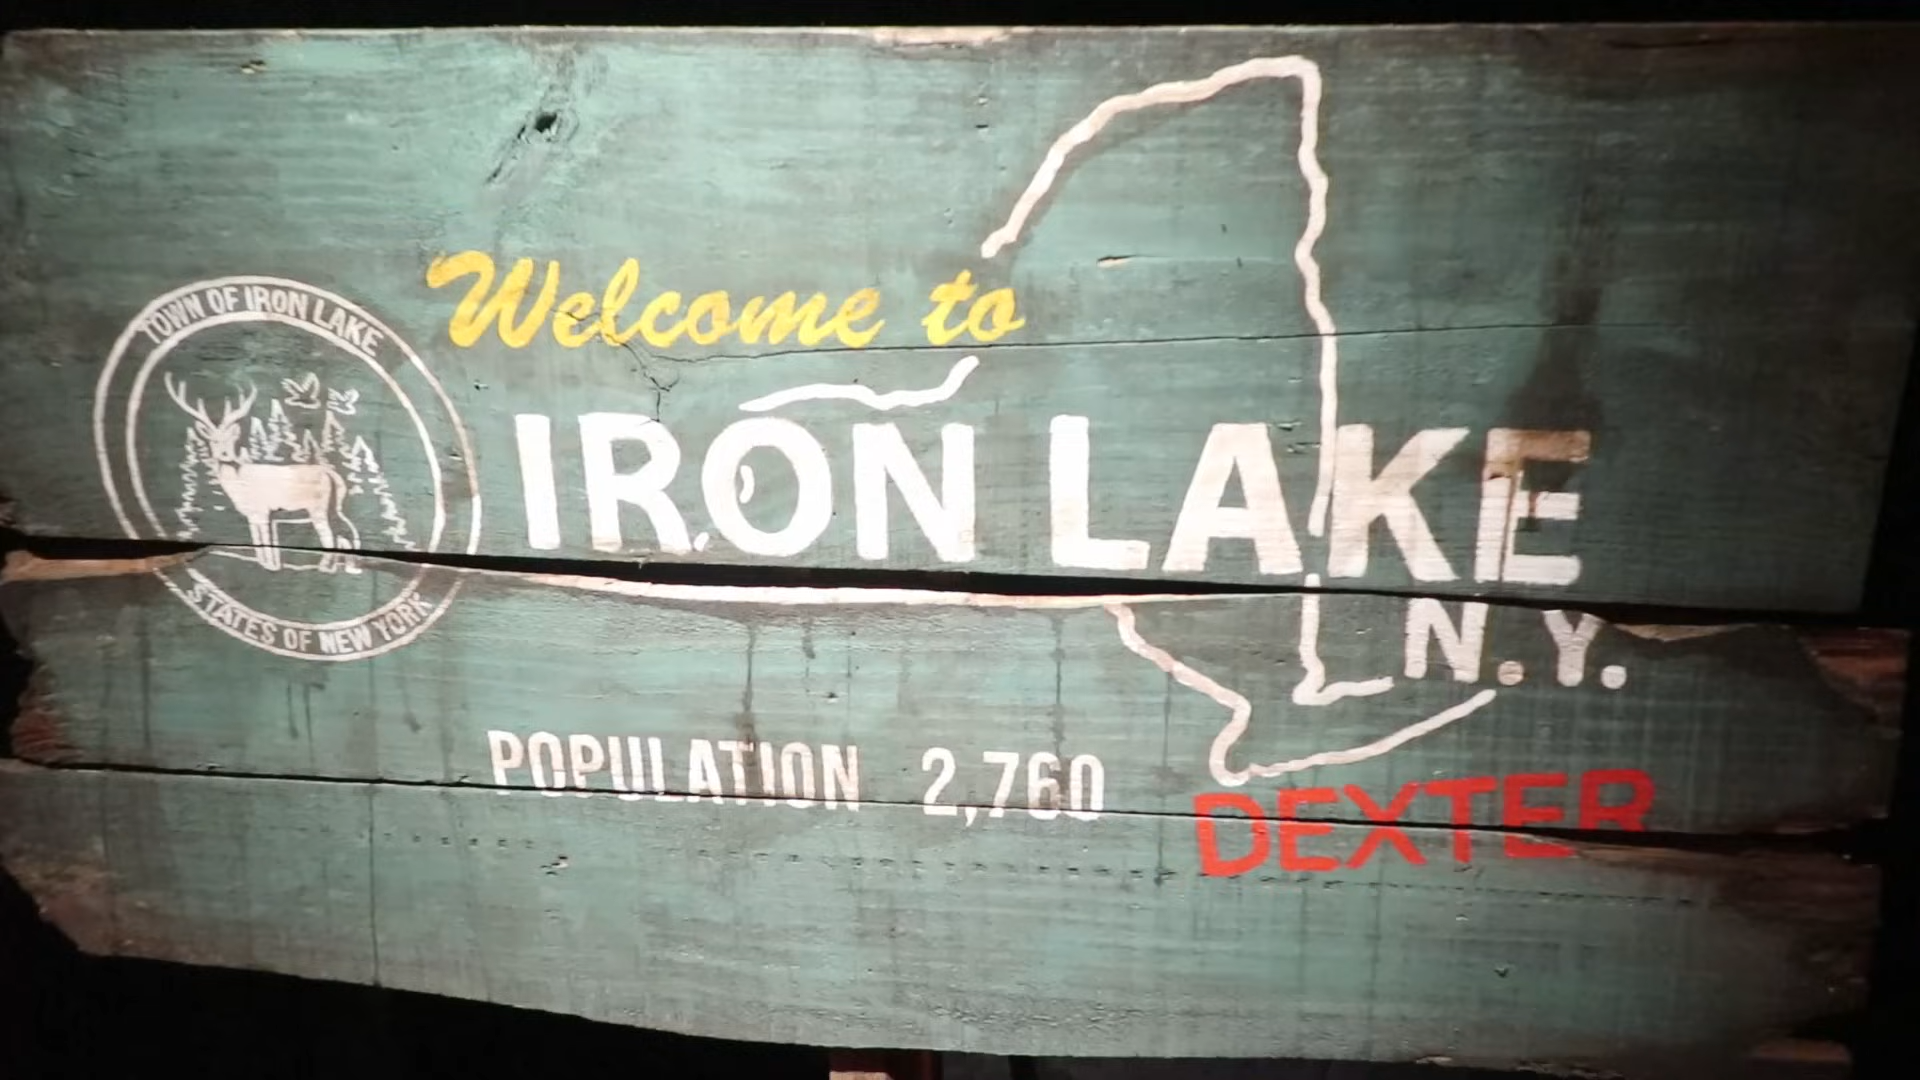 TOWN OF IRON LAKE
STATES OF NEW YORK
Welcome to
IRON LAKE
N.Y.
POPULATION 2,760
DEXTER